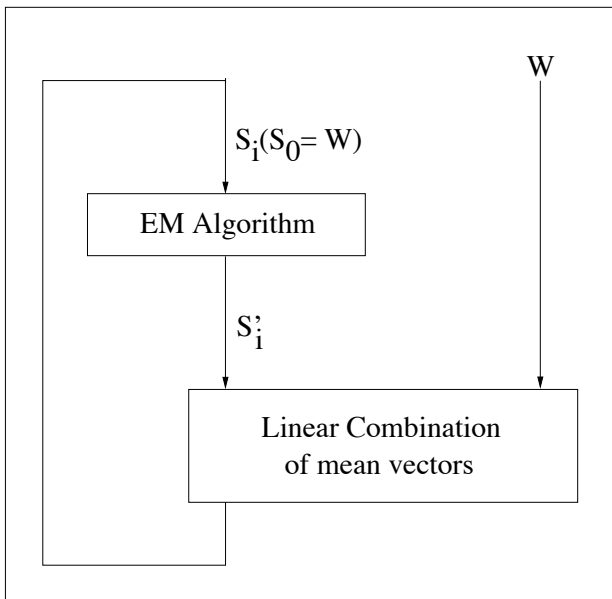 W
S_i(S_0= W)
EM Algorithm
S'_i
Linear Combination
of mean vectors